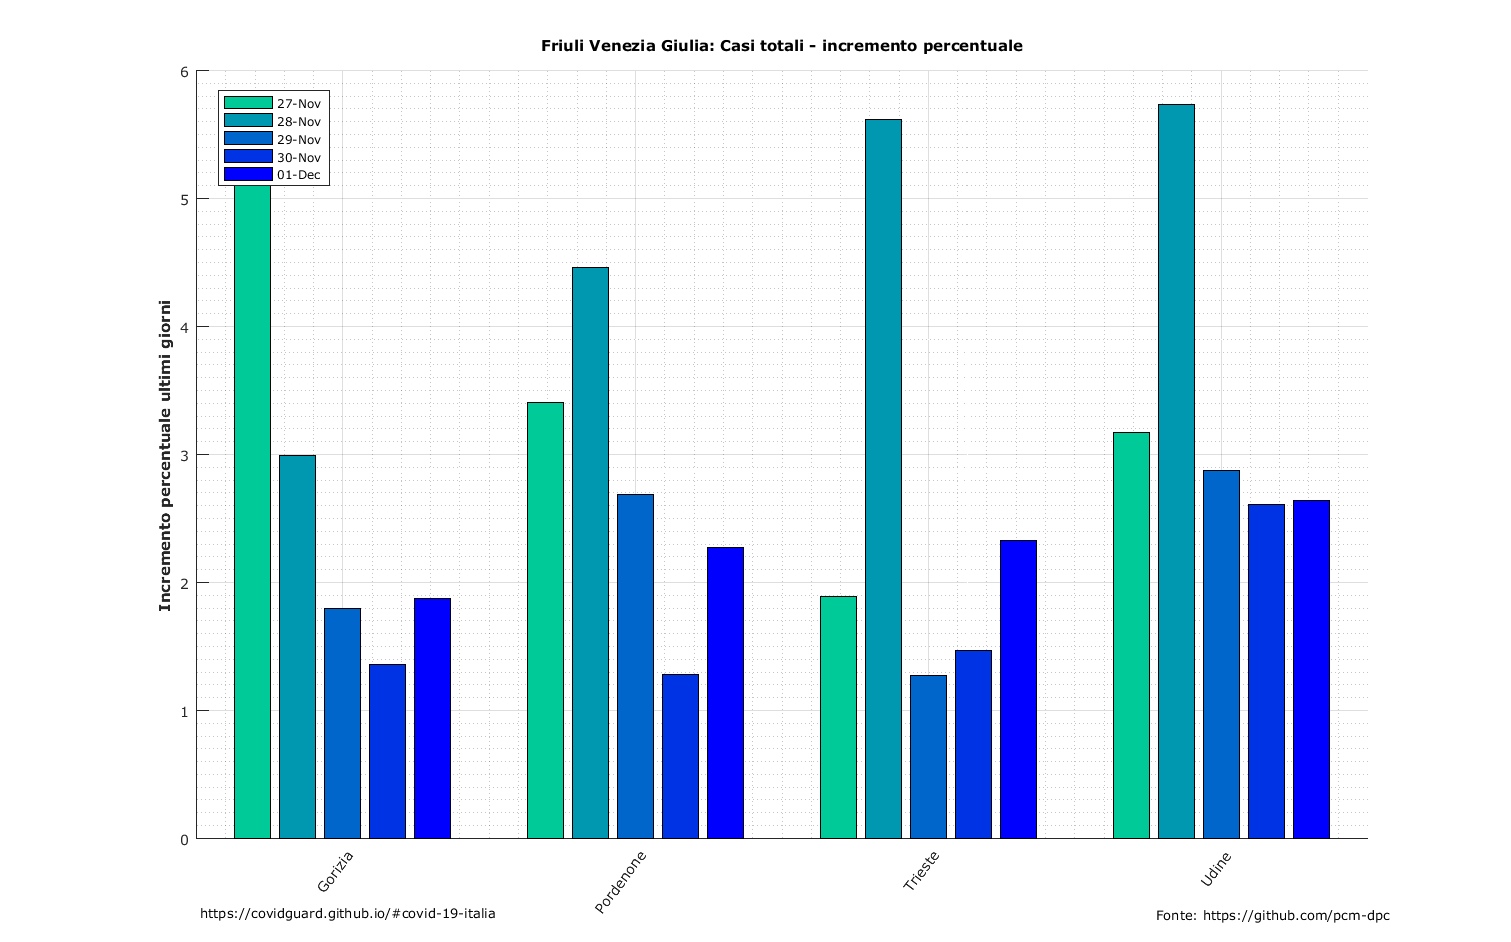 Friuli Venezia Giulia: Casi totali - incremento percentuale
6
5
4
3
2
1
0
Incremento percentuale ultimi giorni
27-Nov
28-Nov
29-Nov
30-Nov
01-Dec
Gorizia
Pordenone
Trieste
Udine
https://covidguard.github.io/#covid-19-italia
Fonte: https://github.com/pcm-dpc